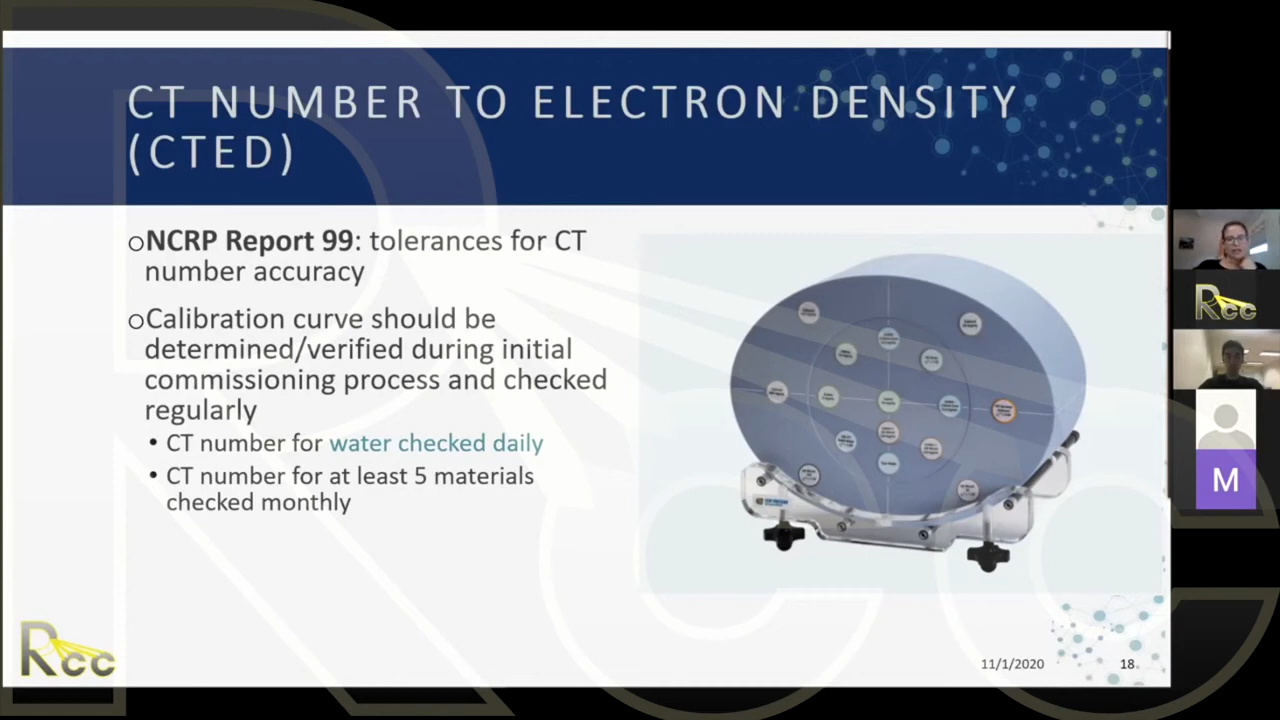 CT NUMBER TO ELECTRON DENSITY
(CTED)
oNCRP Report 99: tolerances for CT
number accuracy
oCalibration curve should be
determined/verified during initial
commissioning process and checked
regularly
• CT number for water checked daily
• CT number for at least 5 materials
checked monthly
11/1/2020
18
Rcc
Rcc
M